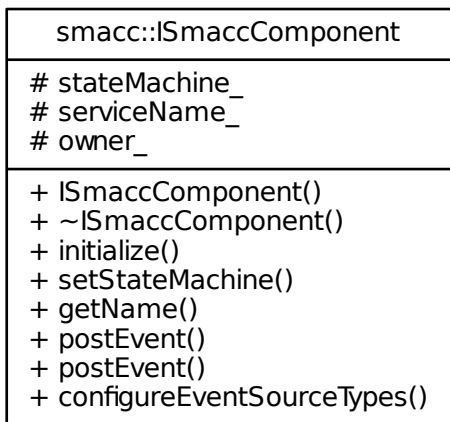 smacc::ISmaccComponent
# stateMachine_
# serviceName_
# owner_
+ ISmaccComponent()
+ ~ISmaccComponent()
+ initialize()
+ setStateMachine()
+ getName()
+ postEvent()
+ postEvent()
+ configureEventSourceTypes()